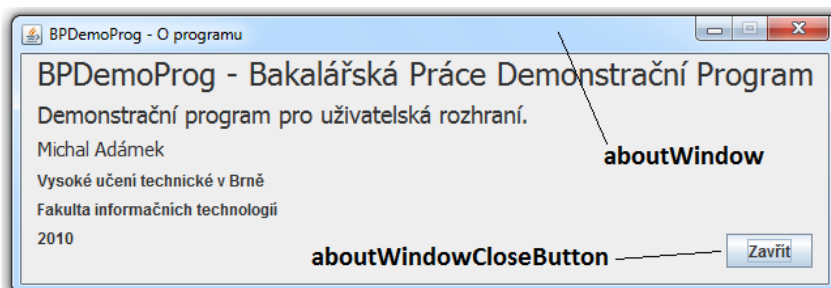 BPDemoProg - O programu
BPDemoProg - Bakalářská Práce Demonstrační Program
Demonstrační program pro uživatelská rozhraní.
Michal Adámek
aboutWindow
Vysoké učení technické v Brně
Fakulta informačních technologií
2010
aboutWindowCloseButton
Zavřít